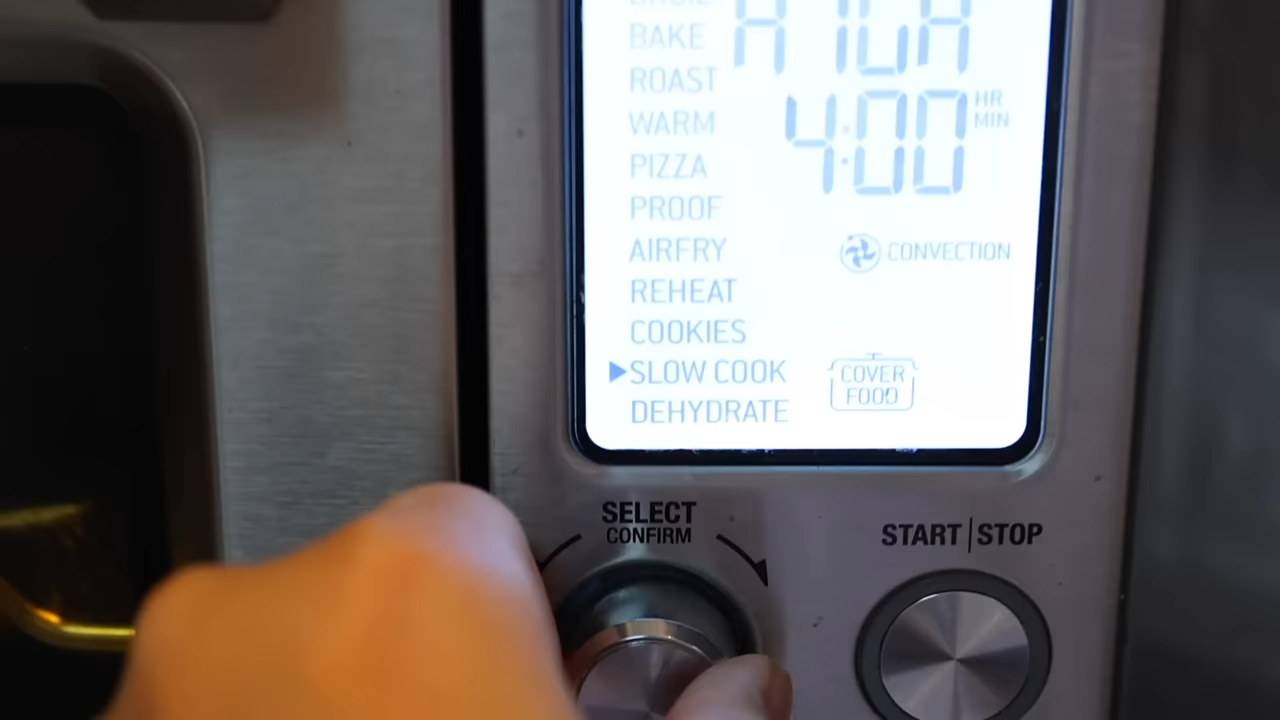 BAKE
ROAST
WARM
PIZZA
PROOF
AIRFRY
REHEAT
COOKIES
SLOW COOK
DEHYDRATE
4:00 HR
MIN
CONVECTION
COVER
FOOD
SELECT
CONFIRM
START|STOP